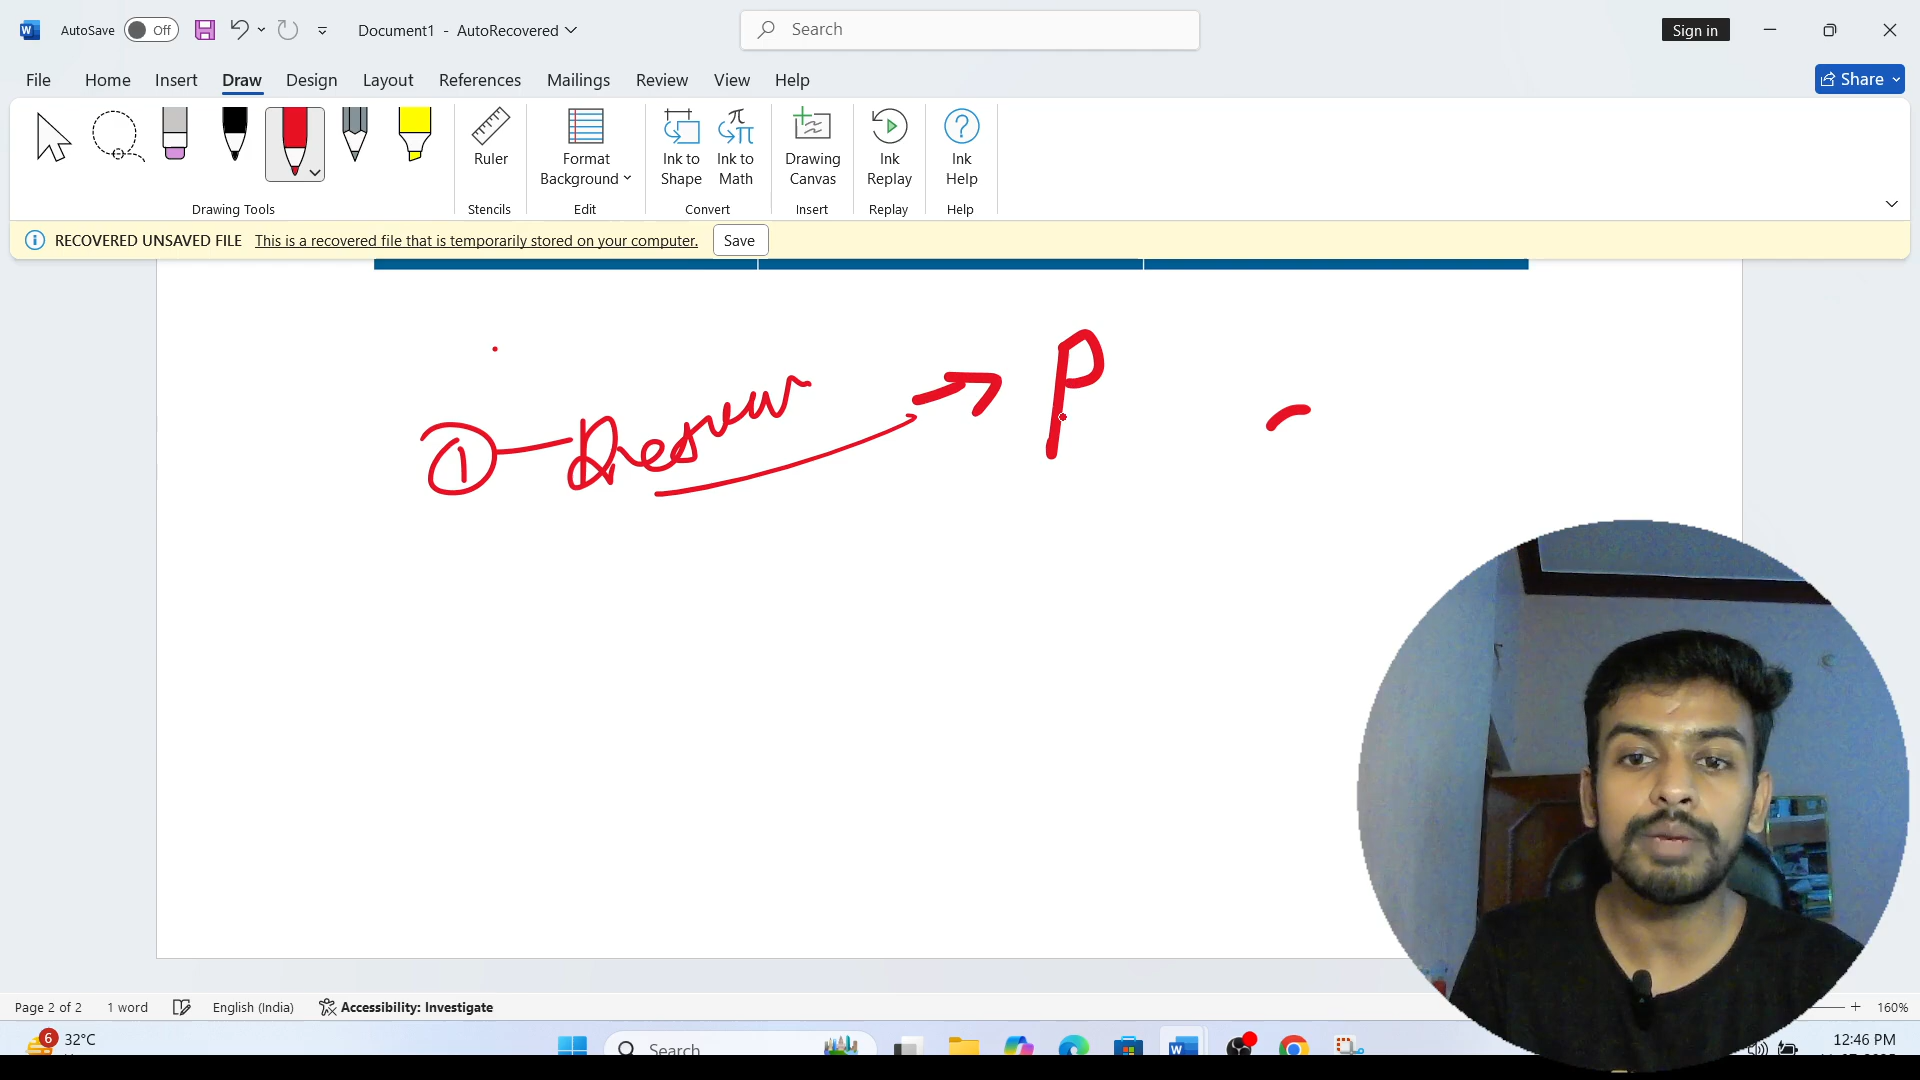 AutoSave Off Document1 - AutoRecovered Search Sign in
File Home Insert Draw Design Layout References Mailings Review View Help Share
Ruler Format Background Ink to Shape Ink to Math Drawing Canvas Ink Replay Ink Help
Drawing Tools Stencils Edit Convert Insert Replay Help
RECOVERED UNSAVED FILE This is a recovered file that is temporarily stored on your computer. Save
P
1
Page 2 of 2 1 word English (India) Accessibility: Investigate 160%
6 32°C Search 12:46 PM